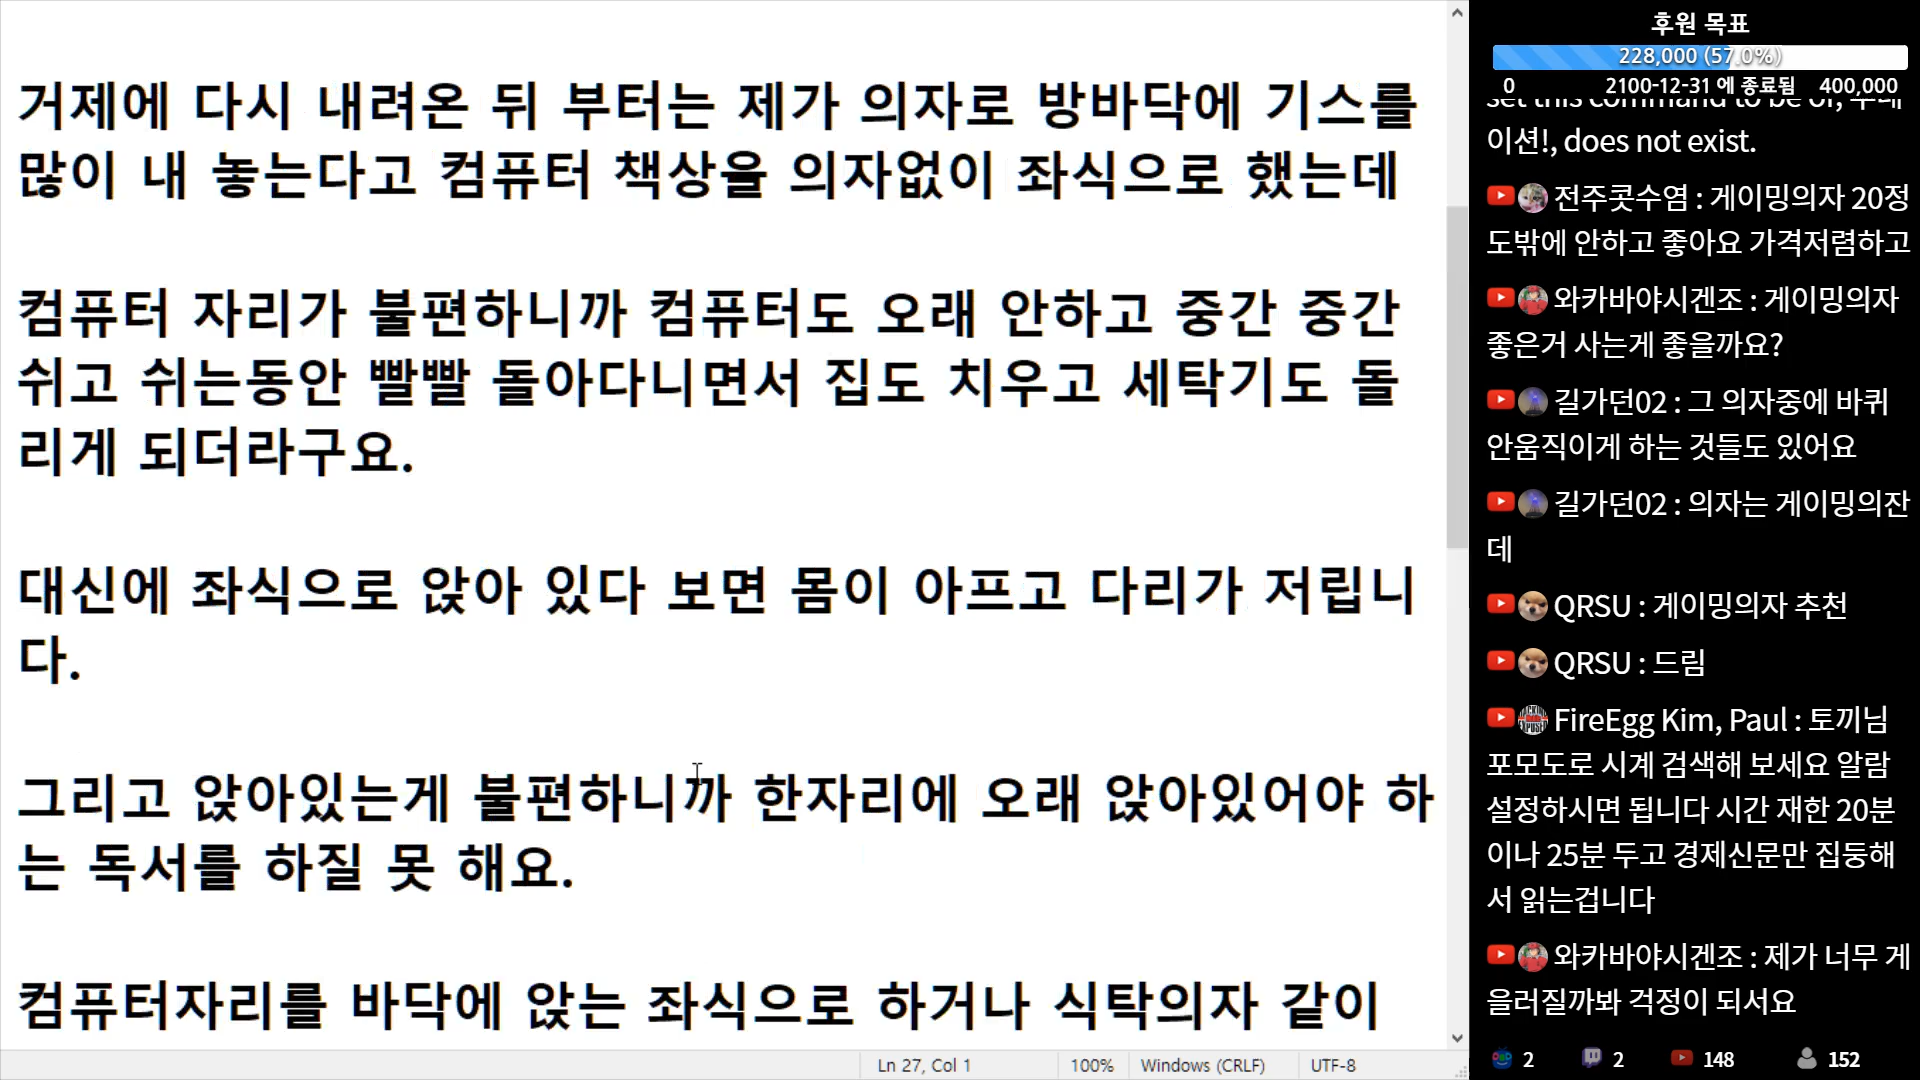 거제에 다시 내려온 뒤 부터는 제가 의자로 방바닥에 기스를
많이 내 놓는다고 컴퓨터 책상을 의자없이 좌식으로 했는데
컴퓨터 자리가 불편하니까 컴퓨터도 오래 안하고 중간 중간
쉬고 쉬는동안 빨빨 돌아다니면서 집도 치우고 세탁기도 돌
리게 되더라구요.
대신에 좌식으로 앉아 있다 보면 몸이 아프고 다리가 저립니
다.
그리고 앉아있는게 불편하니까 한자리에 오래 앉아있어야 하
는 독서를 하질 못 해요.
컴퓨터자리를 바닥에 앉는 좌식으로 하거나 식탁의자 같이
Ln 27, Col 1
100%
Windows (CRLF)
UTF-8
후원 목표
228,000 (57.0%)
0 2100-12-31 에 종료됨 400,000
set this command to be of, 두네
이션!, does not exist.
전주콧수염 : 게이밍의자 20정
도밖에 안하고 좋아요 가격저렴하고
와카바야시겐조 : 게이밍의자
좋은거 사는게 좋을까요?
길가던02 : 그 의자중에 바퀴
안움직이게 하는 것들도 있어요
길가던02 : 의자는 게이밍의잔
데
QRSU : 게이밍의자 추천
QRSU : 드림
FireEgg Kim, Paul : 토끼님
포모도로 시계 검색해 보세요 알람
설정하시면 됩니다 시간 재한 20분
이나 25분 두고 경제신문만 집둥해
서 읽는겁니다
와카바야시겐조 : 제가 너무 게
을러질까봐 걱정이 되서요
2 2 148 152